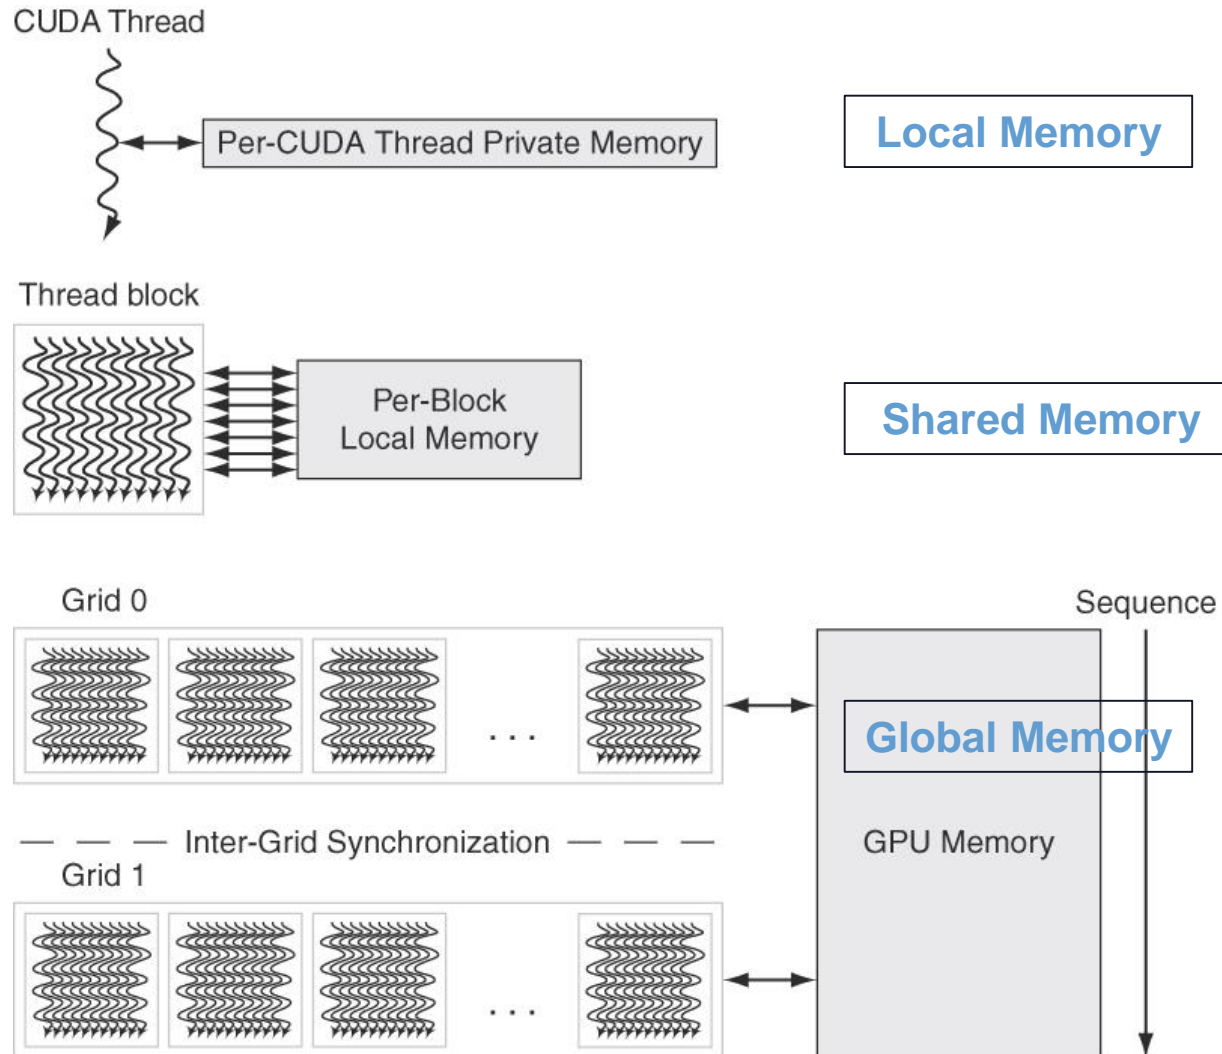 CUDA Thread
Per-CUDA Thread Private Memory
Local Memory
Thread block
Per-Block
Local Memory
Shared Memory
Grid 0
Sequence
. . .
Global Memory
Inter-Grid Synchronization
GPU Memory
Grid 1
. . .